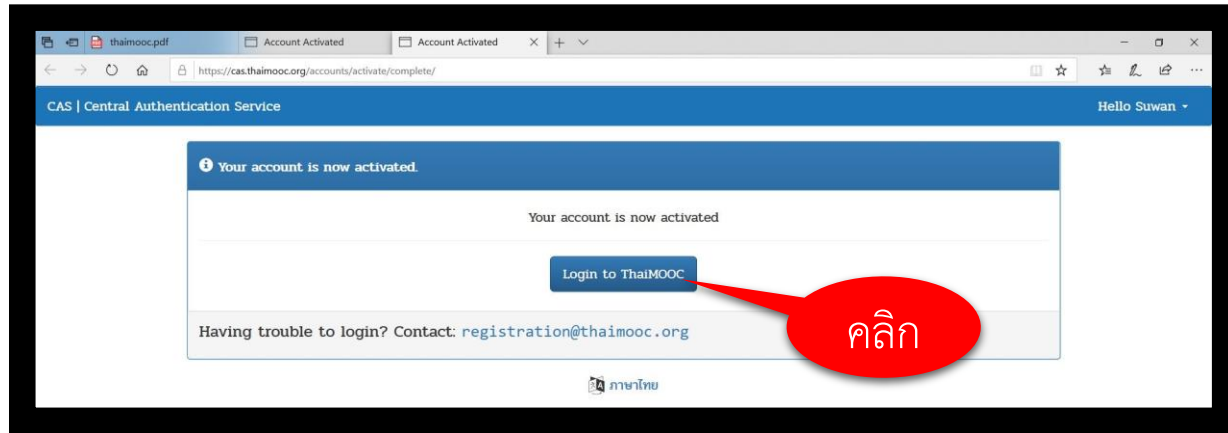 thaimooc.pdf
Account Activated
Account Activated
https://cas.thaimooc.org/accounts/activate/complete/
CAS | Central Authentication Service
Hello Suwan
Your account is now activated.
Your account is now activated
Login to ThaiMOOC
คลิก
Having trouble to login? Contact: registration@thaimooc.org
ภาษาไทย